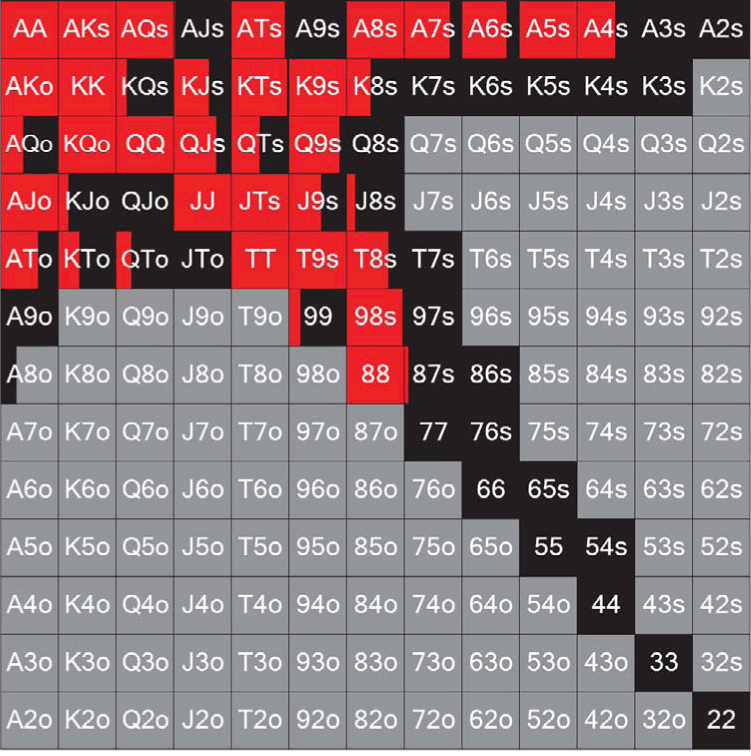 AA AKs AQs AJs ATs A9s A8s A7s A6s A5s A4s A3s A2s
AKo KK KQs KJs KTs K9s K8s K7s K6s K5s K4s K3s K2s
AQo KQo QQ QJs QTs Q9s Q8s Q7s Q6s Q5s Q4s Q3s Q2s
AJo KJo QJo JJ JTs J9s J8s J7s J6s J5s J4s J3s J2s
ATo KTo QTo JTo TT T9s T8s T7s T6s T5s T4s T3s T2s
A9o K9o Q9o J9o T9o 99 98s 97s 96s 95s 94s 93s 92s
A8o K8o Q8o J8o T8o 98o 88 87s 86s 85s 84s 83s 82s
A7o K7o Q7o J7o T7o 97o 87o 77 76s 75s 74s 73s 72s
A6o K6o Q6o J6o T6o 96o 86o 76o 66 65s 64s 63s 62s
A5o K5o Q5o J5o T5o 95o 85o 75o 65o 55 54s 53s 52s
A4o K4o Q4o J4o T4o 94o 84o 74o 64o 54o 44 43s 42s
A3o K3o Q3o J3o T3o 93o 83o 73o 63o 53o 43o 33 32s
A2o K2o Q2o J2o T2o 92o 82o 72o 62o 52o 42o 32o 22